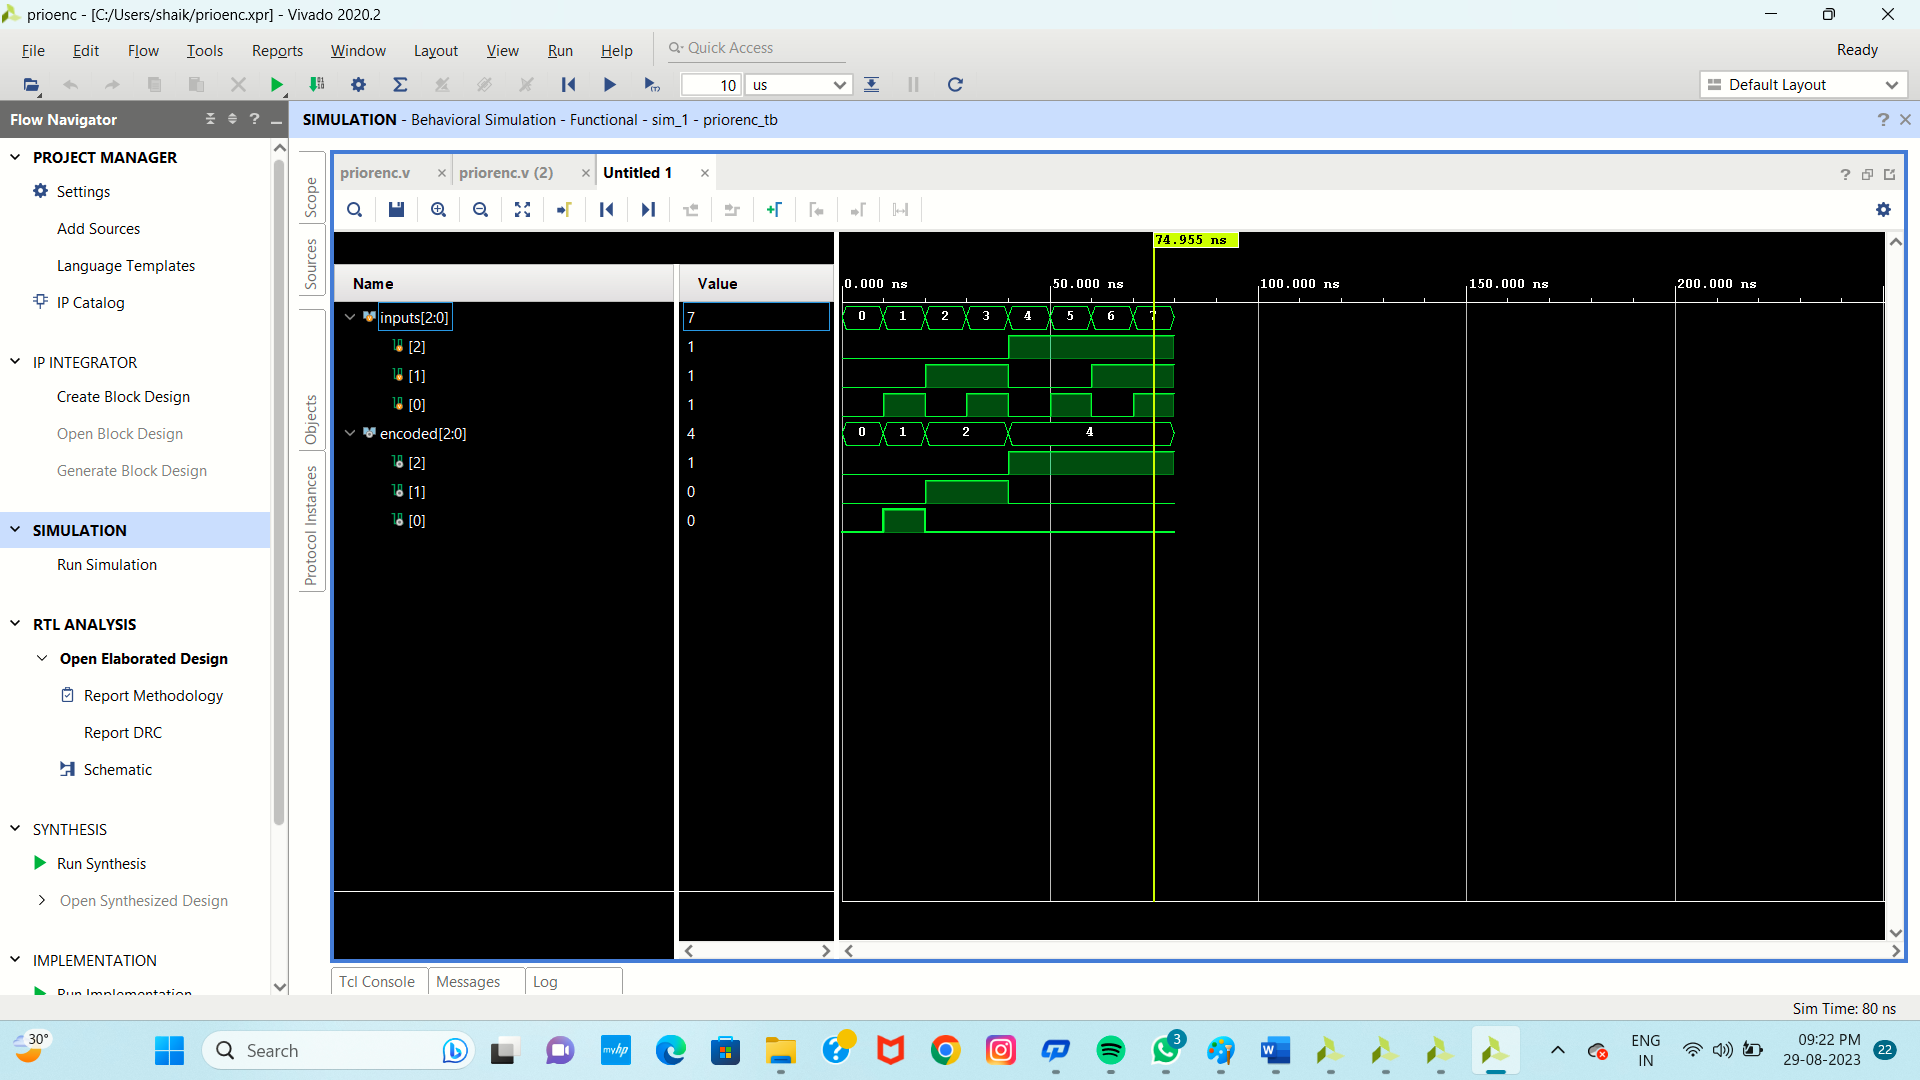 prioenc - [C:/Users/shaik/prioenc.xpr] - Vivado 2020.2
File Edit Flow Tools Reports Window Layout View Run Help Quick Access
Ready
10 us
Default Layout
Flow Navigator
SIMULATION - Behavioral Simulation - Functional - sim_1 - priorenc_tb
PROJECT MANAGER
Settings
Add Sources
Language Templates
IP Catalog
IP INTEGRATOR
Create Block Design
Open Block Design
Generate Block Design
SIMULATION
Run Simulation
RTL ANALYSIS
Open Elaborated Design
Report Methodology
Report DRC
Schematic
SYNTHESIS
Run Synthesis
Open Synthesized Design
IMPLEMENTATION
Run Implementation
Scope
Sources
Objects
Protocol Instances
priorenc.v
priorenc.v (2)
Untitled 1
74.955 ns
Name Value
0.000 ns 50.000 ns 100.000 ns 150.000 ns 200.000 ns
inputs[2:0] 7 0 1 2 3 4 5 6 7
[2] 1
[1] 1
[0] 1
encoded[2:0] 4 0 1 2 4
[2] 1
[1] 0
[0] 0
Tcl Console Messages Log
Sim Time: 80 ns
30°
Search
myhp
3
ENG
IN
09:22 PM
29-08-2023
22